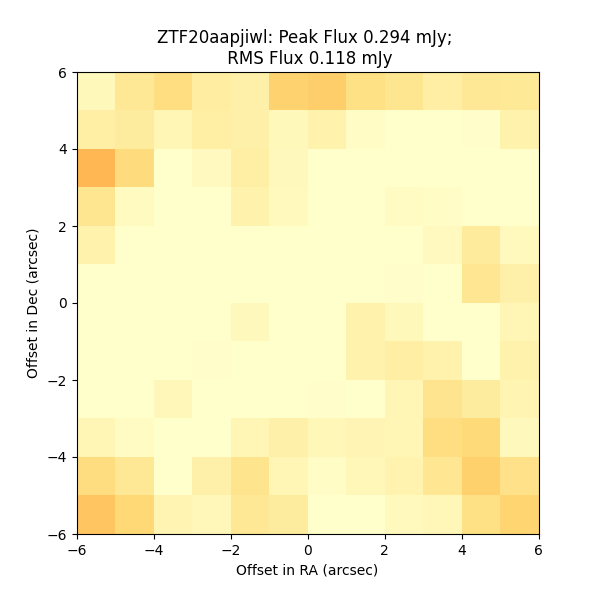 ZTF20aapjiwl: Peak Flux 0.294 mJy;
RMS Flux 0.118 mJy
6
4
2
0
−2
−4
−6
Offset in Dec (arcsec)
−6 −4 −2 0 2 4 6
Offset in RA (arcsec)